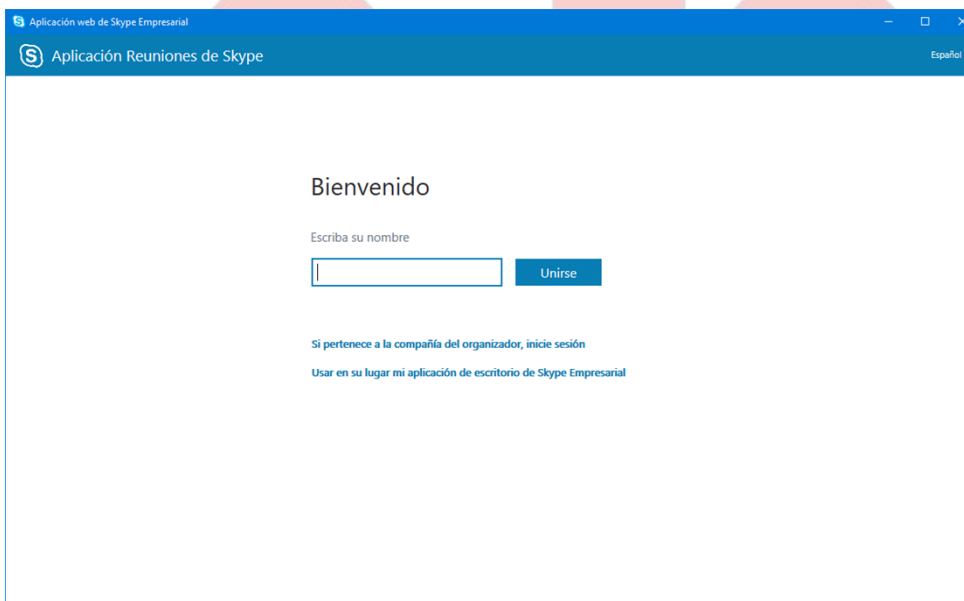 Aplicación web de Skype Empresarial
Aplicación Reuniones de Skype
Español
Bienvenido
Escriba su nombre
Unirse
Si pertenece a la compañía del organizador, inicie sesión
Usar en su lugar mi aplicación de escritorio de Skype Empresarial